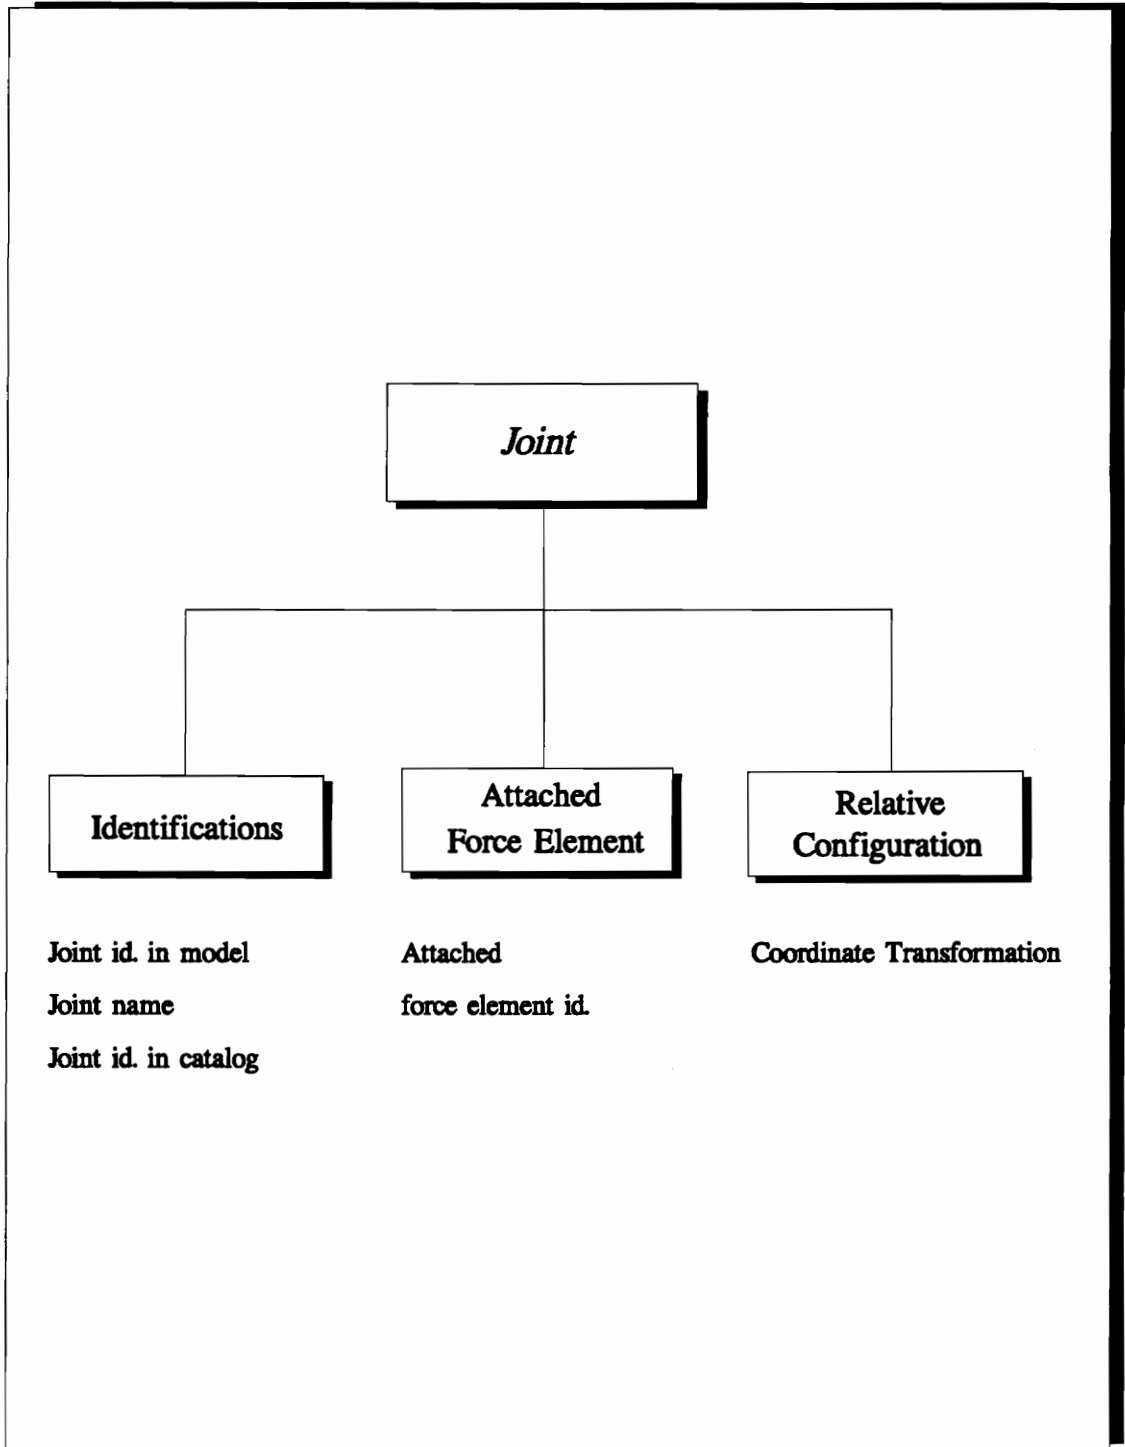 Joint
Identifications
Attached
Force Element
Relative
Configuration
Joint id. in model
Joint name
Joint id. in catalog
Attached
force element id.
Coordinate Transformation